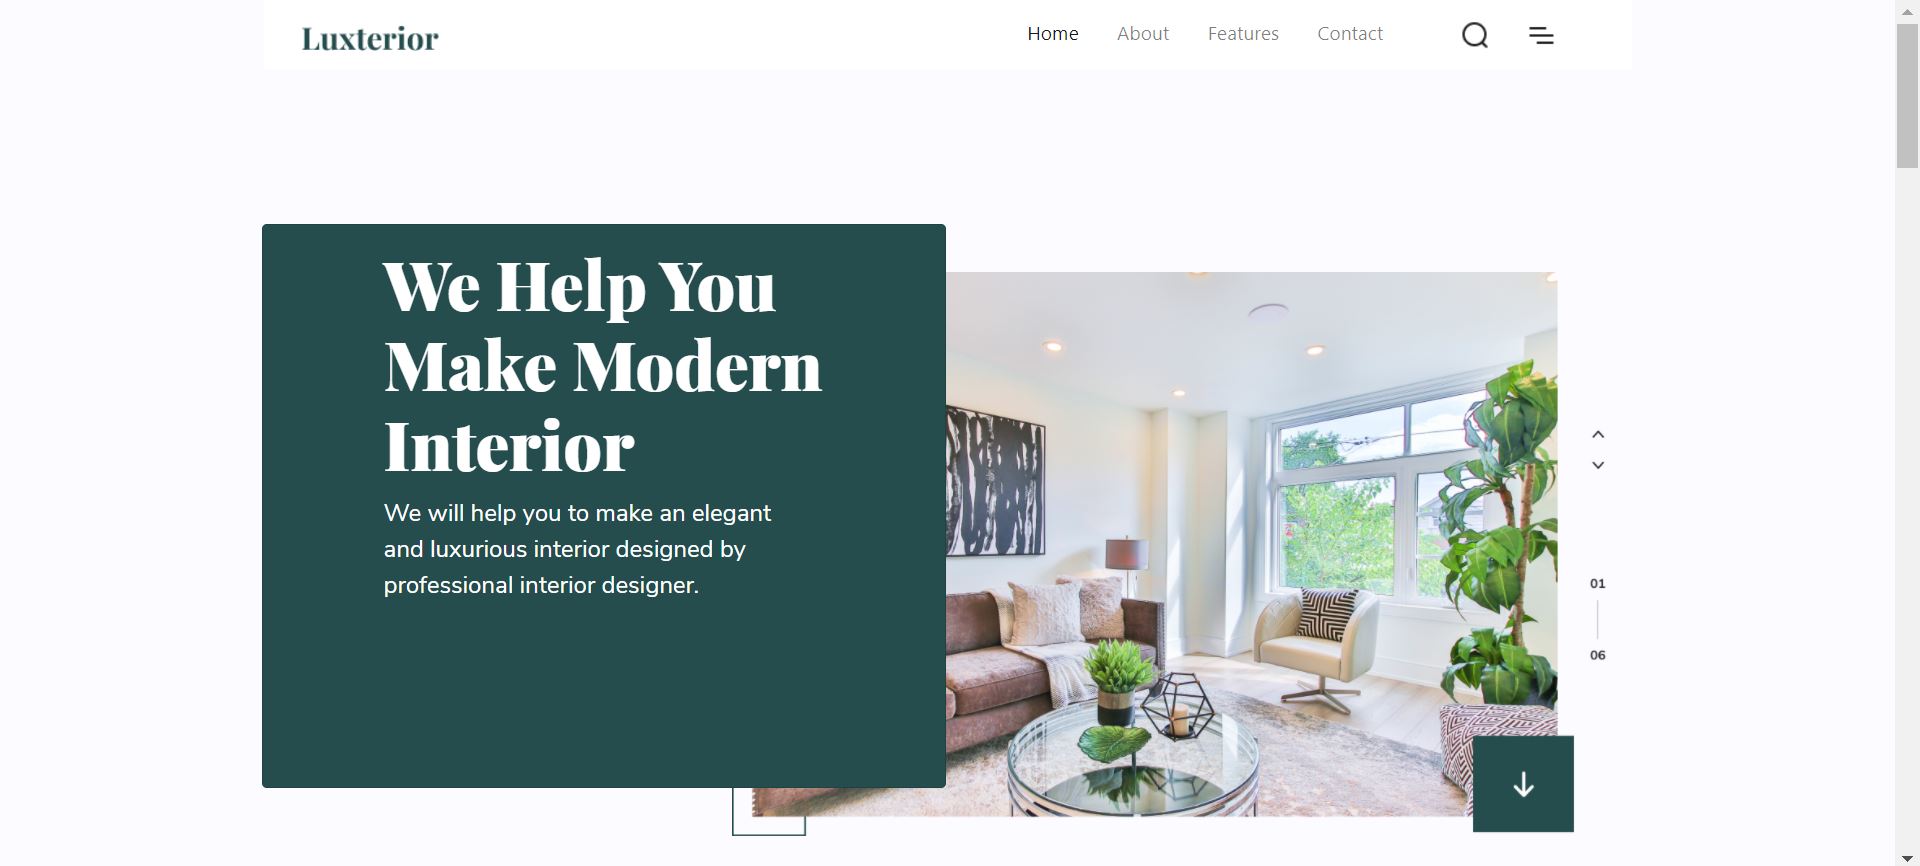 Luxterior
Home About Features Contact
We Help You
Make Modern
Interior
We will help you to make an elegant
and luxurious interior designed by
professional interior designer.
01
06